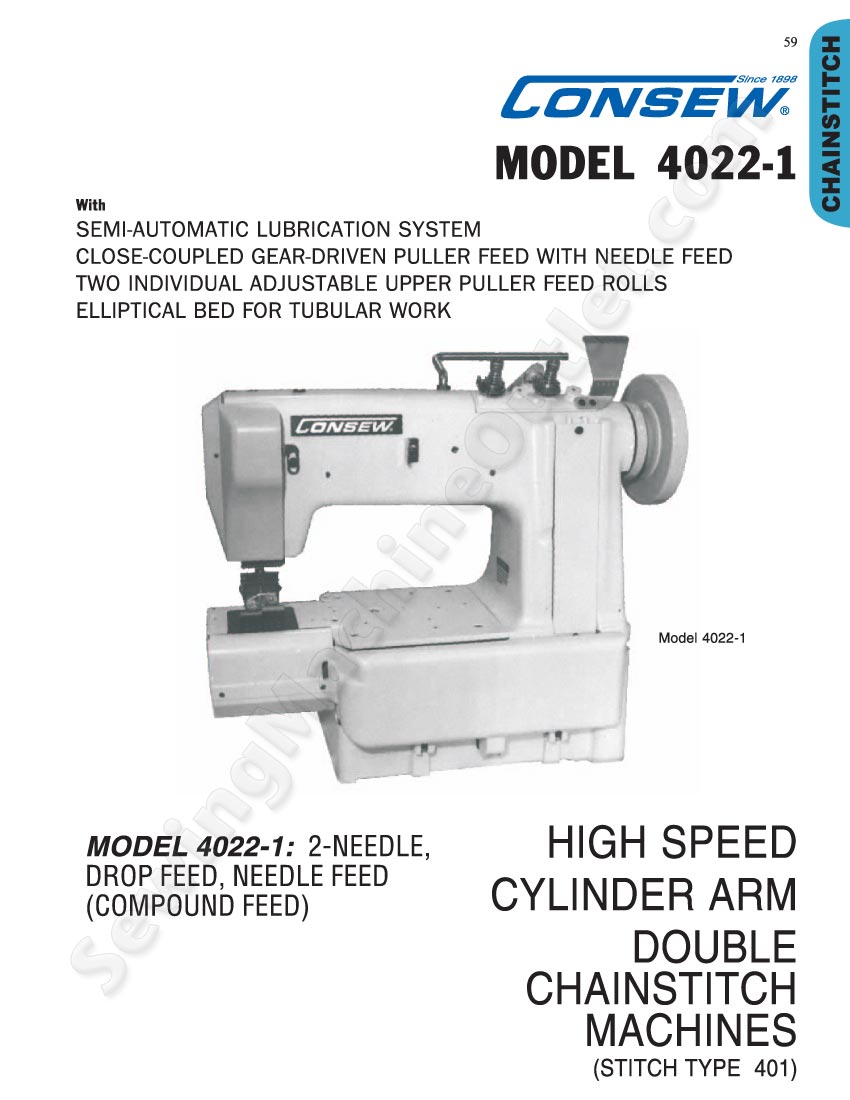 59
CHAINSTITCH
Since 1898
CONSEW®
MODEL 4022-1
With
SEMI-AUTOMATIC LUBRICATION SYSTEM
CLOSE-COUPLED GEAR-DRIVEN PULLER FEED WITH NEEDLE FEED
TWO INDIVIDUAL ADJUSTABLE UPPER PULLER FEED ROLLS
ELLIPTICAL BED FOR TUBULAR WORK
CONSEW
Model 4022-1
SewingMachineOutlet.com
MODEL 4022-1: 2-NEEDLE,
DROP FEED, NEEDLE FEED
(COMPOUND FEED)
HIGH SPEED
CYLINDER ARM
DOUBLE
CHAINSTITCH
MACHINES
(STITCH TYPE 401)